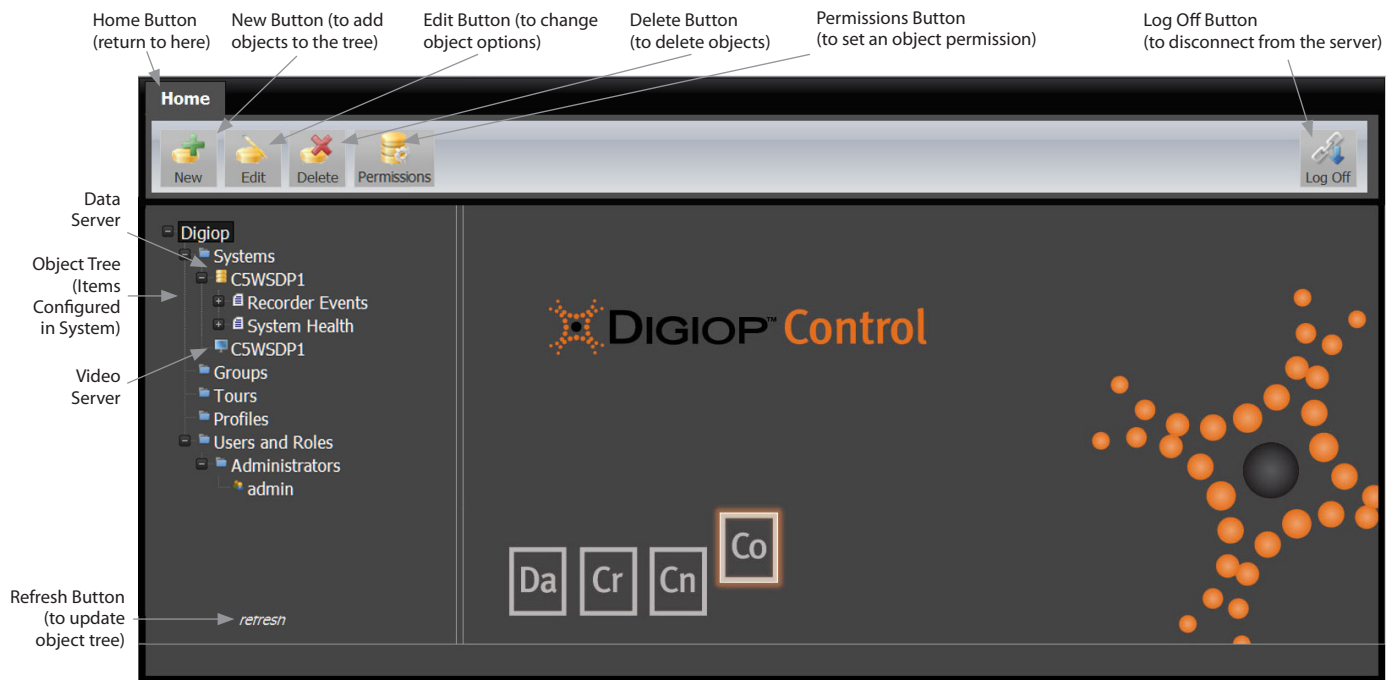 Home Button
(return to here)
New Button (to add
objects to the tree)
Edit Button (to change
object options)
Delete Button
(to delete objects)
Permissions Button
(to set an object permission)
Log Off Button
(to disconnect from the server)
Home
New
Edit
Delete
Permissions
Log Off
Data
Server
Object Tree
(Items
Configured
in System)
Video
Server
Refresh Button
(to update
object tree)
Digiop
Systems
C5WSDP1
Recorder Events
System Health
C5WSDP1
Groups
Tours
Profiles
Users and Roles
Administrators
admin
refresh
DIGIOP™ Control
Da
Cr
Cn
Co